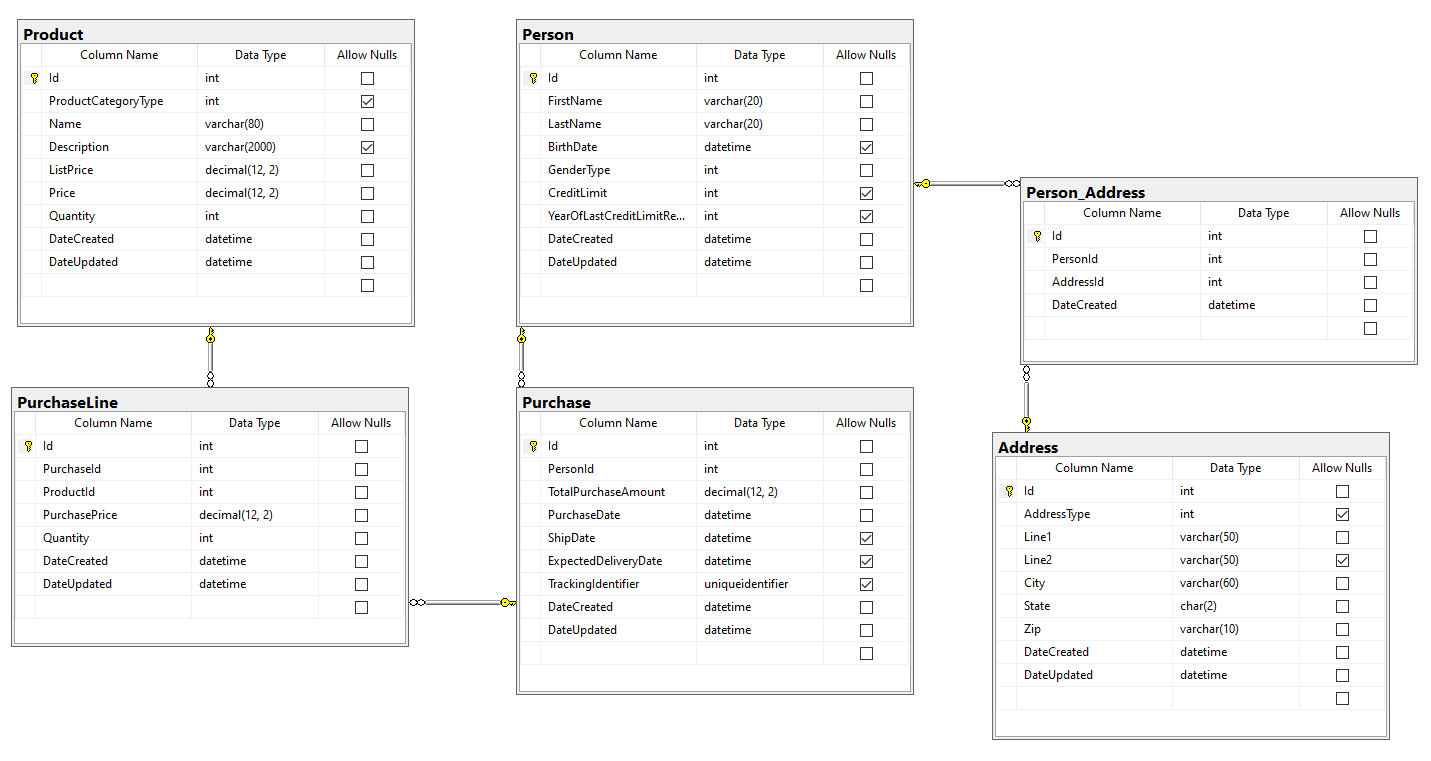 Product
Column Name Data Type Allow Nulls
Id int
ProductCategoryType int
Name varchar(80)
Description varchar(2000)
ListPrice decimal(12, 2)
Price decimal(12, 2)
Quantity int
DateCreated datetime
DateUpdated datetime
Person
Column Name Data Type Allow Nulls
Id int
FirstName varchar(20)
LastName varchar(20)
BirthDate datetime
GenderType int
CreditLimit int
YearOfLastCreditLimitRe... int
DateCreated datetime
DateUpdated datetime
Person_Address
Column Name Data Type Allow Nulls
Id int
PersonId int
AddressId int
DateCreated datetime
PurchaseLine
Column Name Data Type Allow Nulls
Id int
PurchaseId int
ProductId int
PurchasePrice decimal(12, 2)
Quantity int
DateCreated datetime
DateUpdated datetime
Purchase
Column Name Data Type Allow Nulls
Id int
PersonId int
TotalPurchaseAmount decimal(12, 2)
PurchaseDate datetime
ShipDate datetime
ExpectedDeliveryDate datetime
TrackingIdentifier uniqueidentifier
DateCreated datetime
DateUpdated datetime
Address
Column Name Data Type Allow Nulls
Id int
AddressType int
Line1 varchar(50)
Line2 varchar(50)
City varchar(60)
State char(2)
Zip varchar(10)
DateCreated datetime
DateUpdated datetime